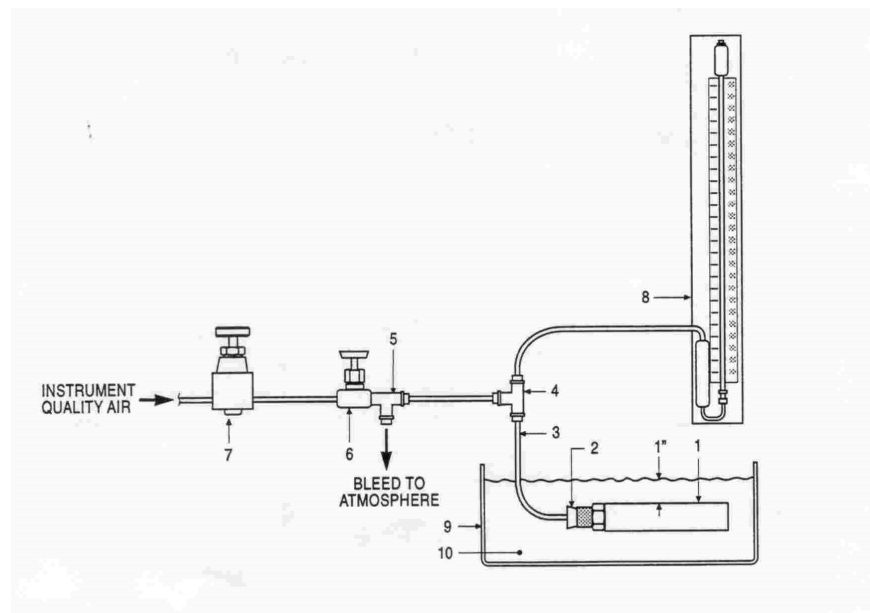 8
5
INSTRUMENT
QUALITY AIR
4
7
6
3
2
1"
1
BLEED TO
ATMOSPHERE
9
10